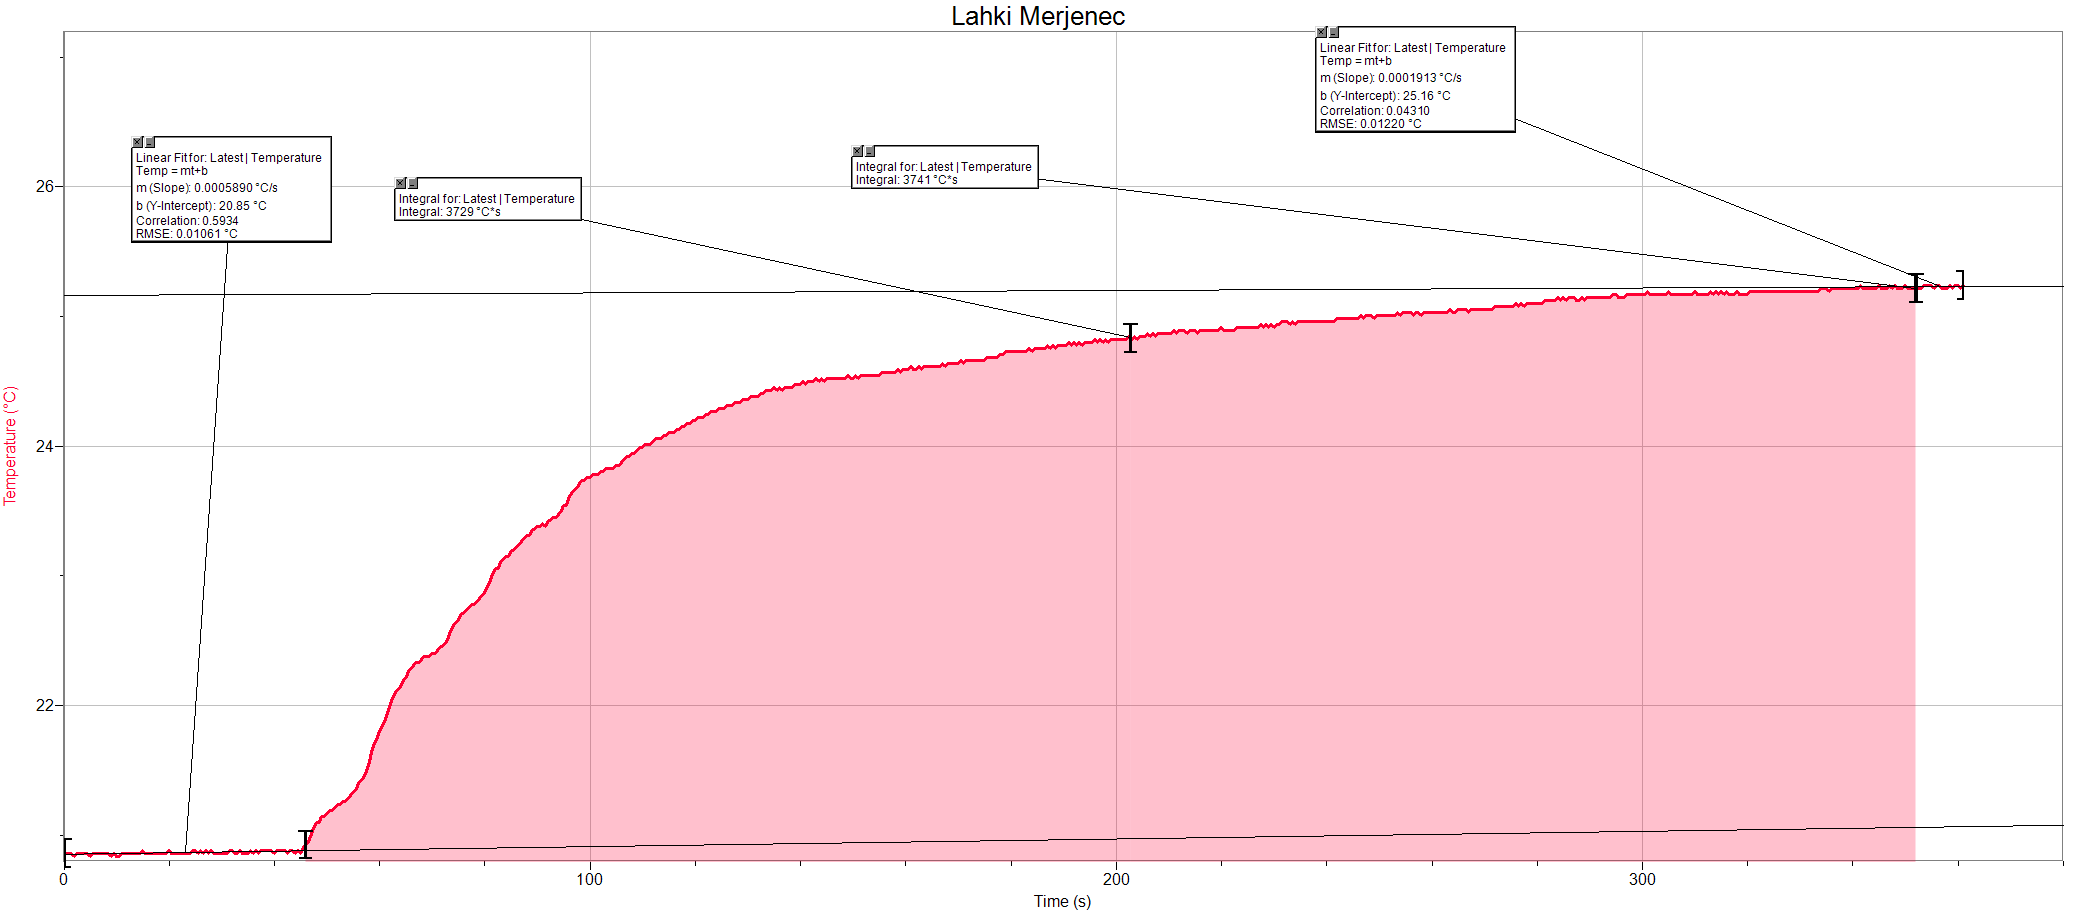 Lahki Merjenec
Linear Fit for: Latest | Temperature
Temp = mt+b
m (Slope): 0.0001913 °C/s
b (Y-Intercept): 25.16 °C
Correlation: 0.04310
RMSE: 0.01220 °C
Linear Fit for: Latest | Temperature
Temp = mt+b
m (Slope): 0.0005890 °C/s
b (Y-Intercept): 20.85 °C
Correlation: 0.5934
RMSE: 0.01061 °C
Integral for: Latest | Temperature
Integral: 3741 °C*s
Integral for: Latest | Temperature
Integral: 3729 °C*s
Temperature (°C)
26
24
22
0
100
200
300
Time (s)